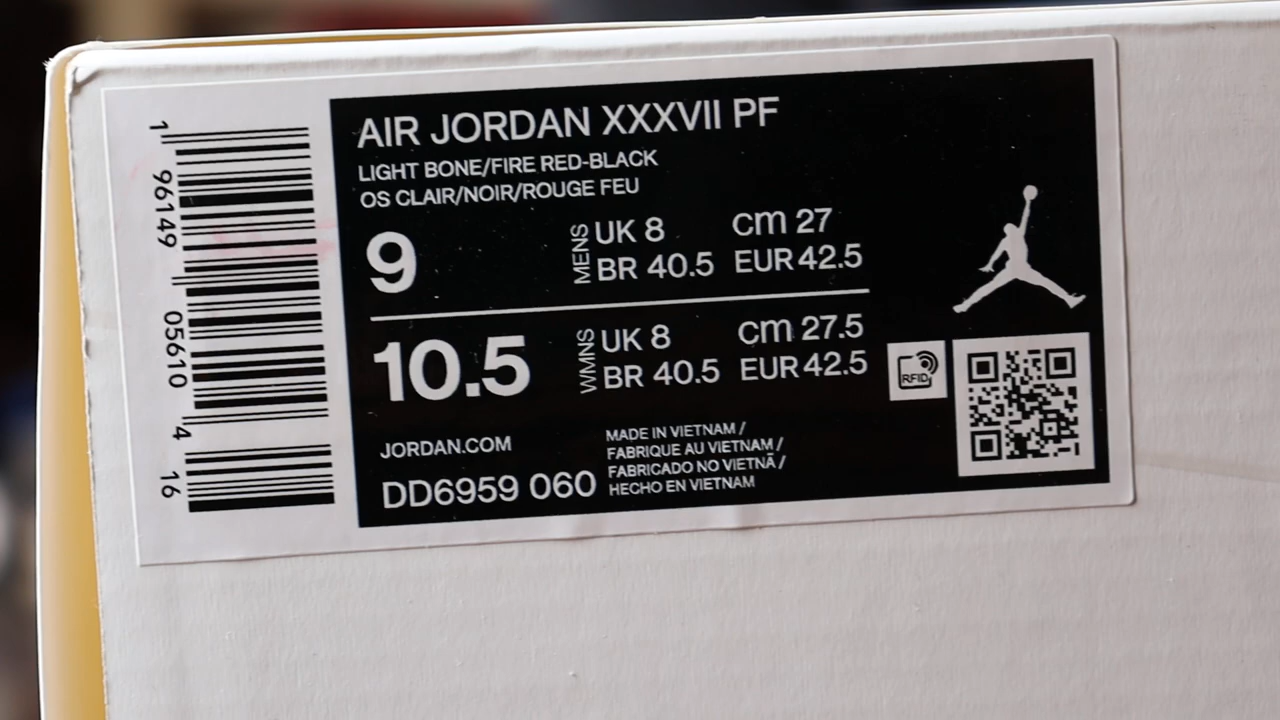 1 96149 05610 4 16
AIR JORDAN XXXVII PF
LIGHT BONE/FIRE RED-BLACK
OS CLAIR/NOIR/ROUGE FEU
9
MENS
UK 8 CM 27
BR 40.5 EUR 42.5
10.5
WMNS
UK 8 CM 27.5
BR 40.5 EUR 42.5
RFID
JORDAN.COM
DD6959 060
MADE IN VIETNAM /
FABRIQUE AU VIETNAM /
FABRICADO NO VIETNÃ /
HECHO EN VIETNAM